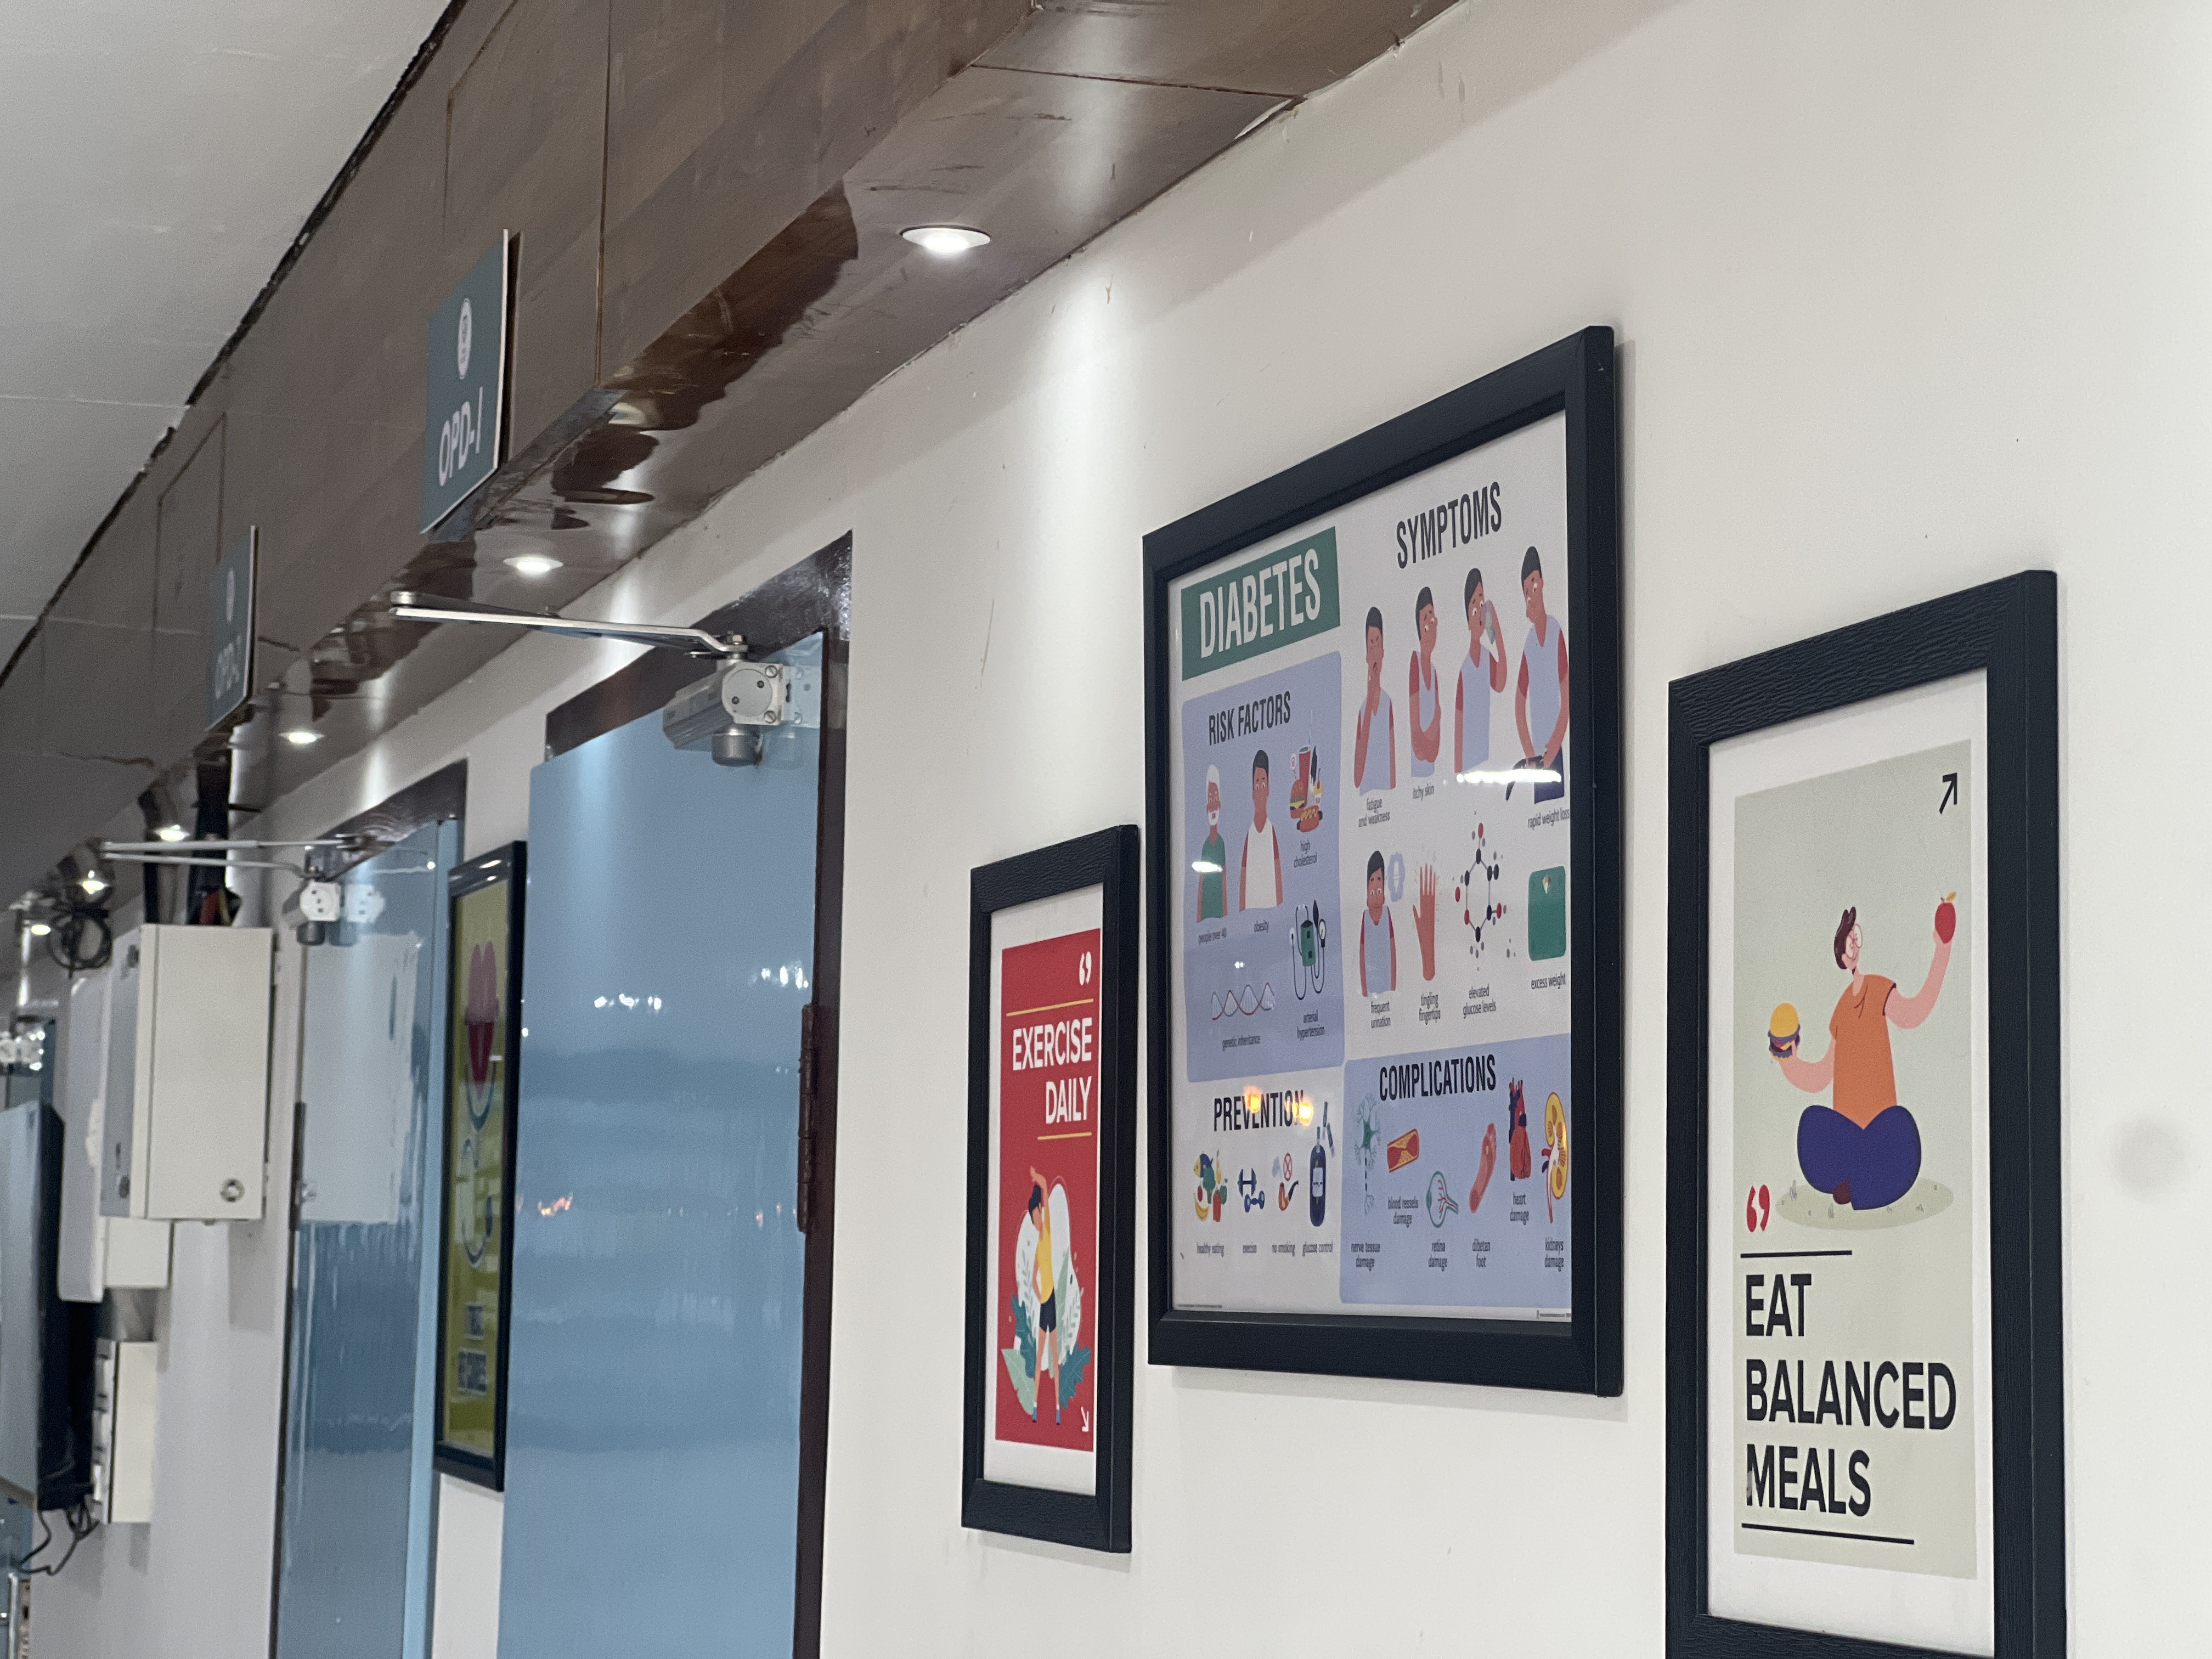 OPD-1
EXERCISE
DAILY
DIABETES
SYMPTOMS
fatigue
and weakness
itchy skin
rapid weight loss
frequent
urination
tingling
fingertips
elevated
glucose levels
excess weight
RISK FACTORS
people over 40
obesity
high
cholesterol
genetic inheritance
arterial
hypertension
PREVENTION
healthy eating
exercise
no smoking
glucose control
COMPLICATIONS
nerve tissue
damage
blood vessels
damage
retina
damage
foot
heart
damage
kidneys
damage
EAT
BALANCED
MEALS